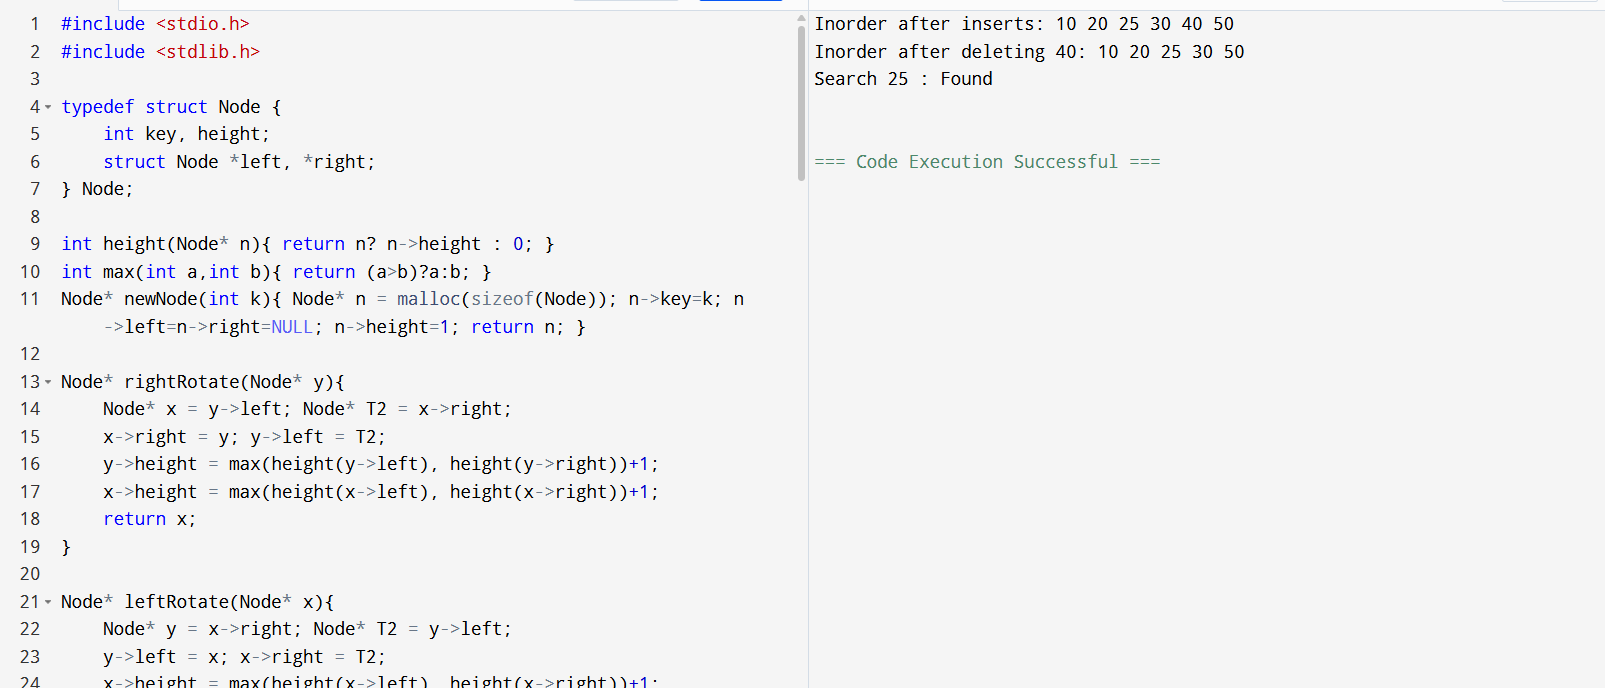 1 #include <stdio.h>
2 #include <stdlib.h>
3
4 typedef struct Node {
5 int key, height;
6 struct Node *left, *right;
7 } Node;
8
9 int height(Node* n){ return n? n->height : 0; }
10 int max(int a,int b){ return (a>b)?a:b; }
11 Node* newNode(int k){ Node* n = malloc(sizeof(Node)); n->key=k; n
->left=n->right=NULL; n->height=1; return n; }
12
13 Node* rightRotate(Node* y){
14 Node* x = y->left; Node* T2 = x->right;
15 x->right = y; y->left = T2;
16 y->height = max(height(y->left), height(y->right))+1;
17 x->height = max(height(x->left), height(x->right))+1;
18 return x;
19 }
20
21 Node* leftRotate(Node* x){
22 Node* y = x->right; Node* T2 = y->left;
23 y->left = x; x->right = T2;
24 x->height = max(height(x->left), height(x->right))+1;
Inorder after inserts: 10 20 25 30 40 50
Inorder after deleting 40: 10 20 25 30 50
Search 25 : Found
=== Code Execution Successful ===